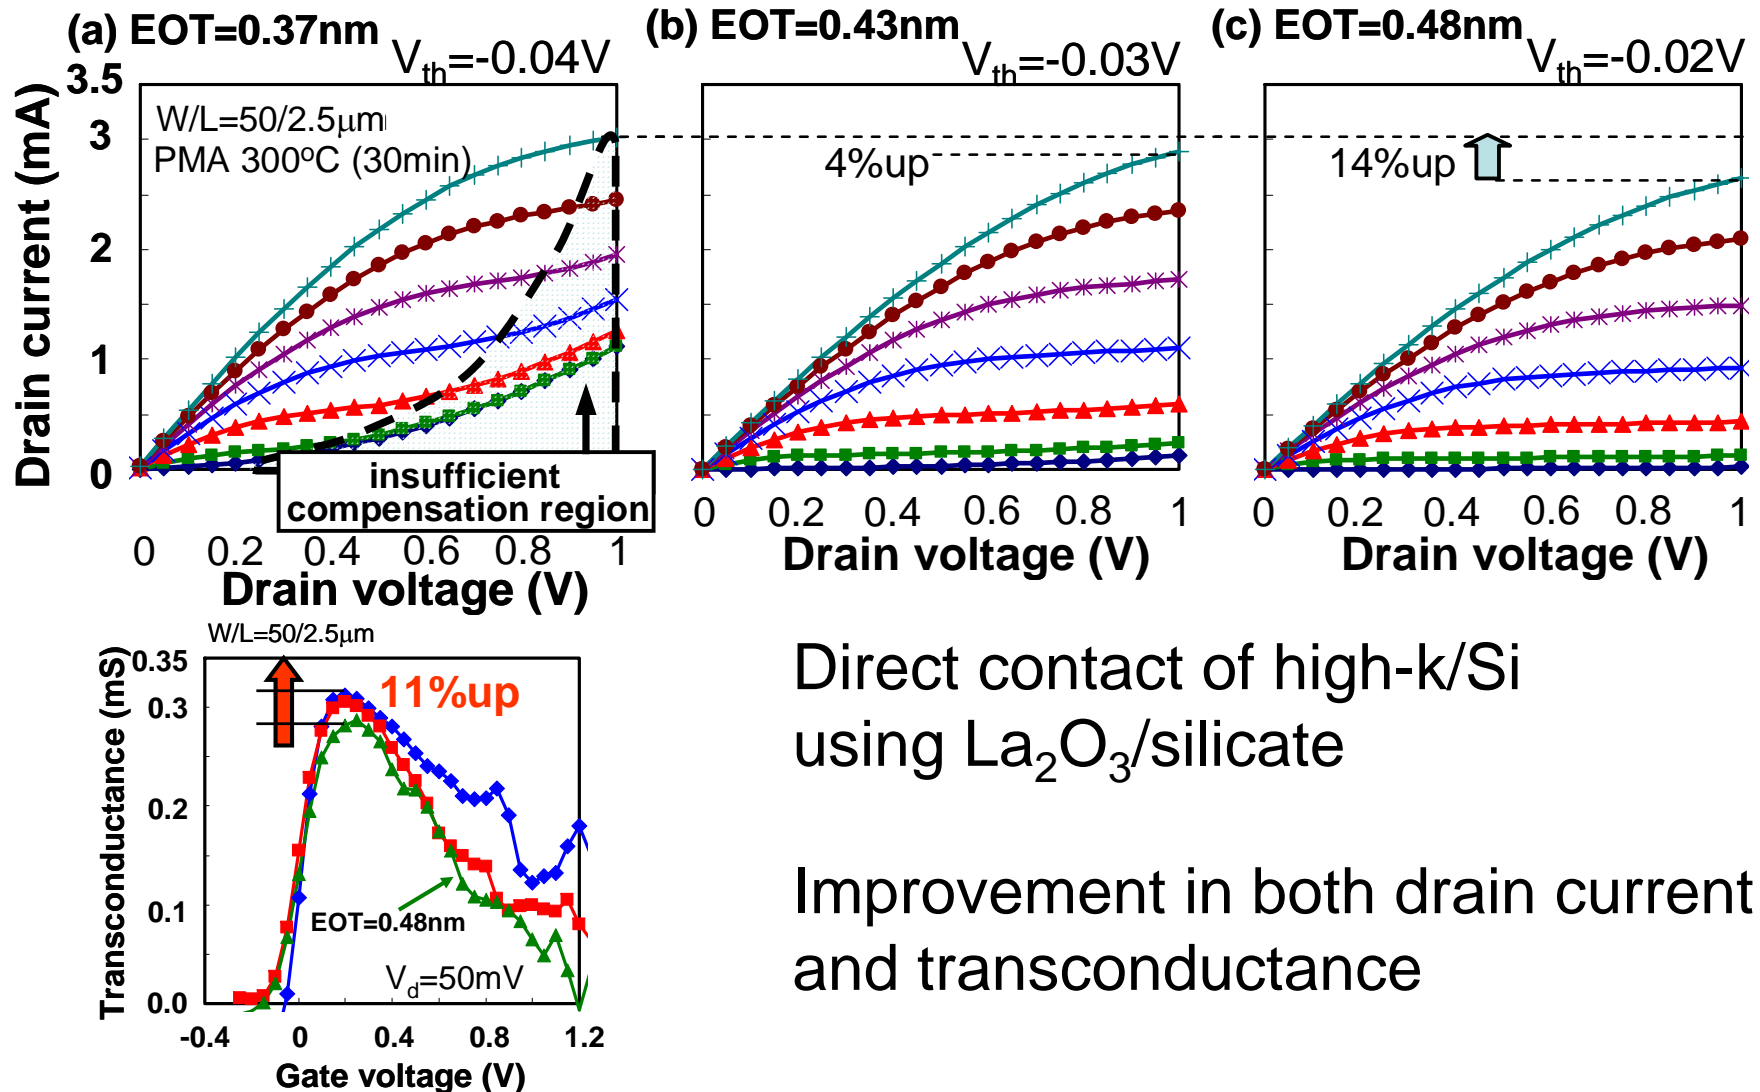 (a) EOT=0.37nm
V_th=-0.04V
(b) EOT=0.43nm
V_th=-0.03V
(c) EOT=0.48nm
V_th=-0.02V
Drain current (mA)
3.5
3
2
1
0
W/L=50/2.5μm
PMA 300ºC (30min)
4%up
14%up
insufficient
compensation region
0 0.2 0.4 0.6 0.8 1
Drain voltage (V)
0 0.2 0.4 0.6 0.8 1
Drain voltage (V)
0 0.2 0.4 0.6 0.8 1
Drain voltage (V)
W/L=50/2.5μm
Transconductance (mS)
0.35
0.3
0.2
0.1
0.0
11%up
EOT=0.48nm
V_d=50mV
-0.4 0 0.4 0.8 1.2
Gate voltage (V)
Direct contact of high-k/Si
using La₂O₃/silicate
Improvement in both drain current
and transconductance